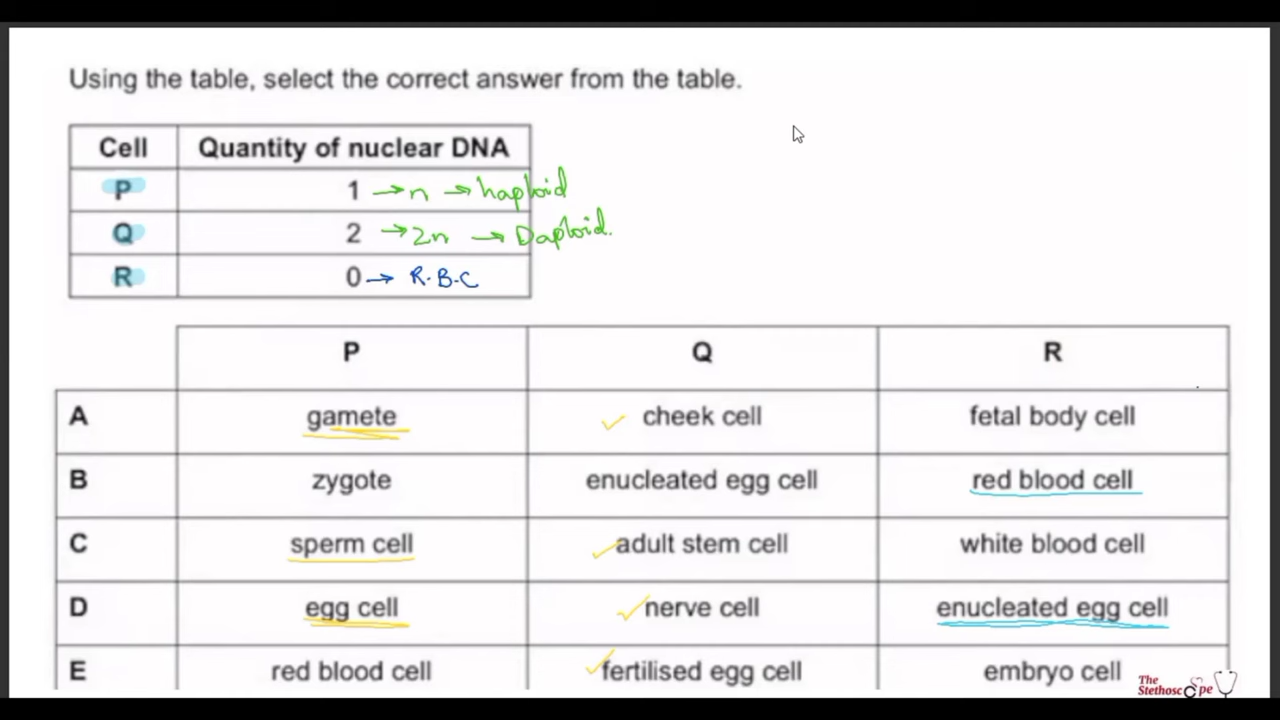 Using the table, select the correct answer from the table.
Cell Quantity of nuclear DNA
P 1 → n → haploid
Q 2 → 2n → Daploid.
R 0 → R.B.C
P Q R
A gamete cheek cell fetal body cell
B zygote enucleated egg cell red blood cell
C sperm cell adult stem cell white blood cell
D egg cell nerve cell enucleated egg cell
E red blood cell fertilised egg cell embryo cell
The
Stethoscope